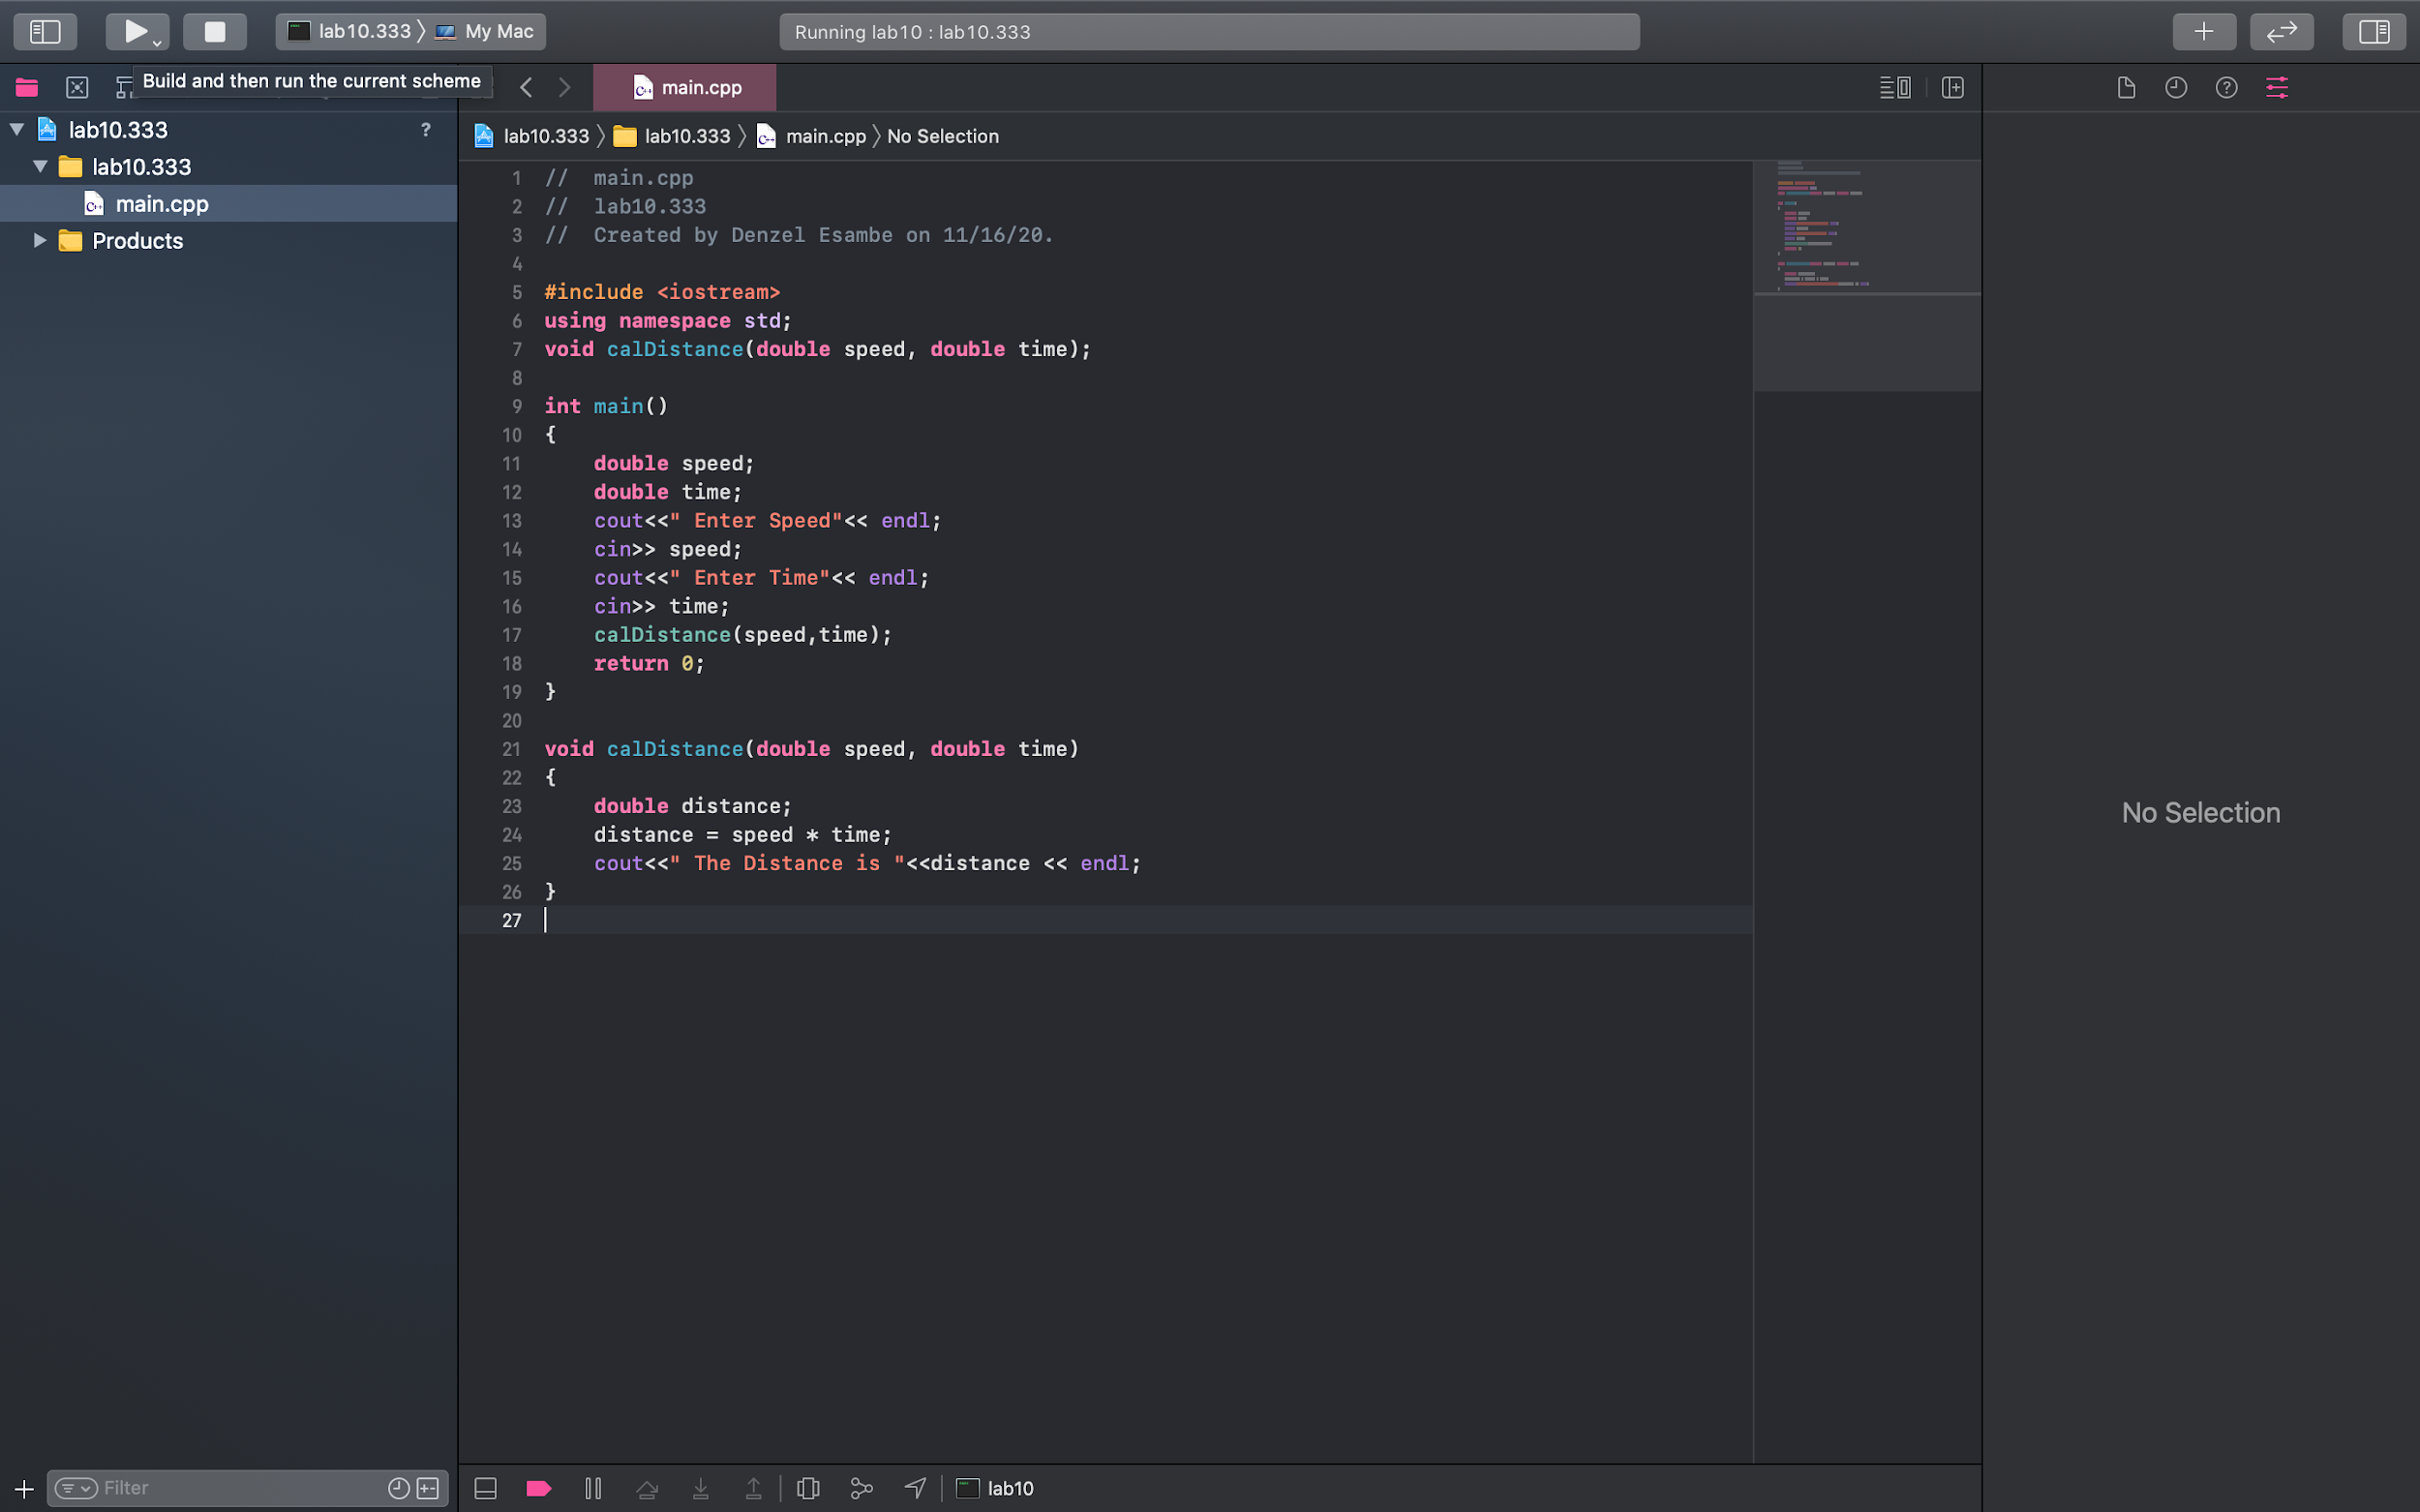 lab10.333 〉 My Mac
Running lab10 : lab10.333
Build and then run the current scheme
main.cpp
lab10.333 ?
lab10.333
main.cpp
Products
lab10.333 〉 lab10.333 〉 main.cpp 〉 No Selection
1 //  main.cpp
2 //  lab10.333
3 //  Created by Denzel Esambe on 11/16/20.
4
5 #include <iostream>
6 using namespace std;
7 void calDistance(double speed, double time);
8
9 int main()
10 {
11     double speed;
12     double time;
13     cout<<" Enter Speed"<< endl;
14     cin>> speed;
15     cout<<" Enter Time"<< endl;
16     cin>> time;
17     calDistance(speed,time);
18     return 0;
19 }
20
21 void calDistance(double speed, double time)
22 {
23     double distance;
24     distance = speed * time;
25     cout<<" The Distance is "<<distance << endl;
26 }
27
No Selection
Filter
lab10